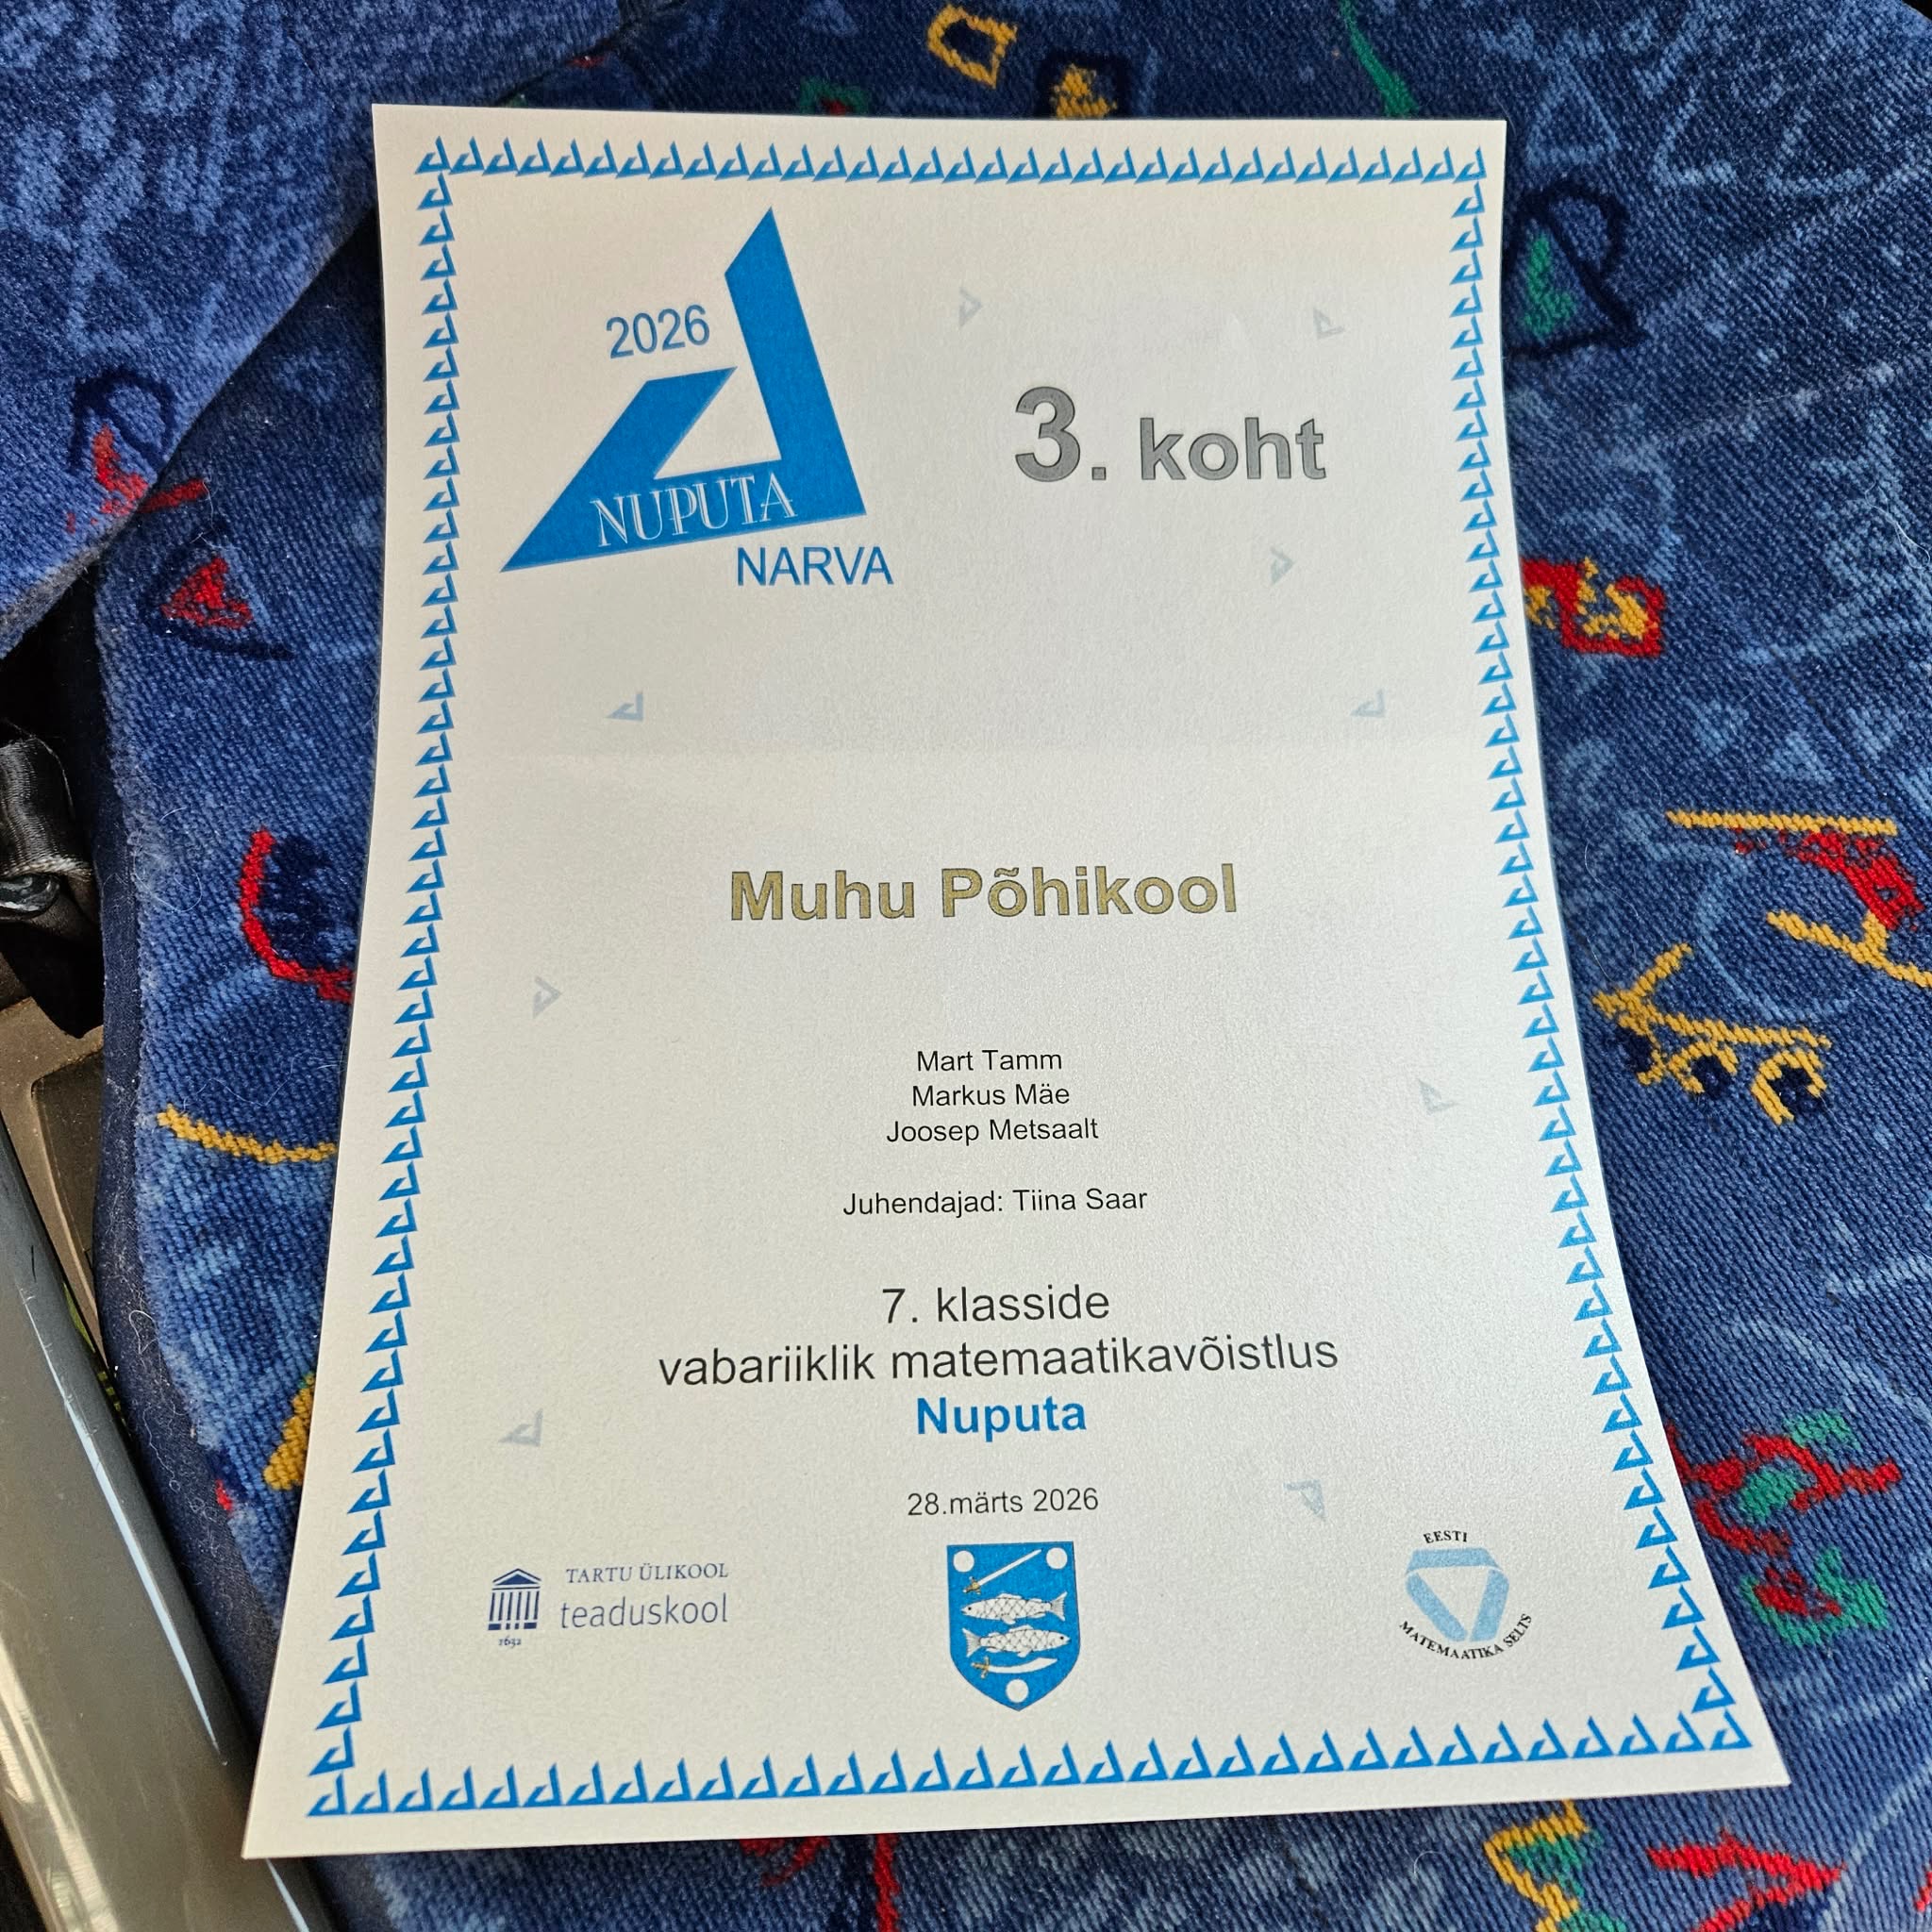 2026
NUPUTA
NARVA
3. koht
Muhu Põhikool
Mart Tamm
Markus Mäe
Joosep Metsaalt
Juhendajad: Tiina Saar
7. klasside
vabariiklik matemaatikavõistlus
Nuputa
28.märts 2026
TARTU ÜLIKOOL
teaduskool
1632
EESTI
MATEMAATIKA SELTS